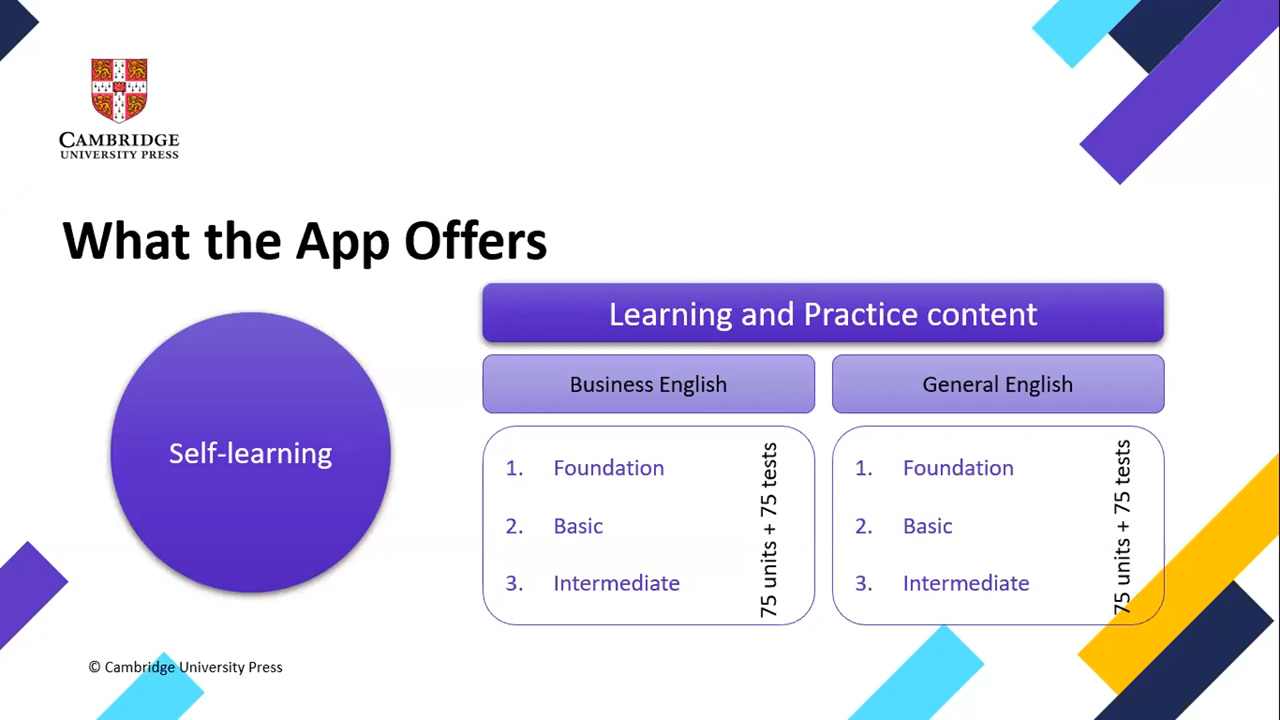 CAMBRIDGE
UNIVERSITY PRESS
What the App Offers
Self-learning
Learning and Practice content
Business English
1. Foundation
2. Basic
3. Intermediate
75 units + 75 tests
General English
1. Foundation
2. Basic
3. Intermediate
75 units + 75 tests
© Cambridge University Press